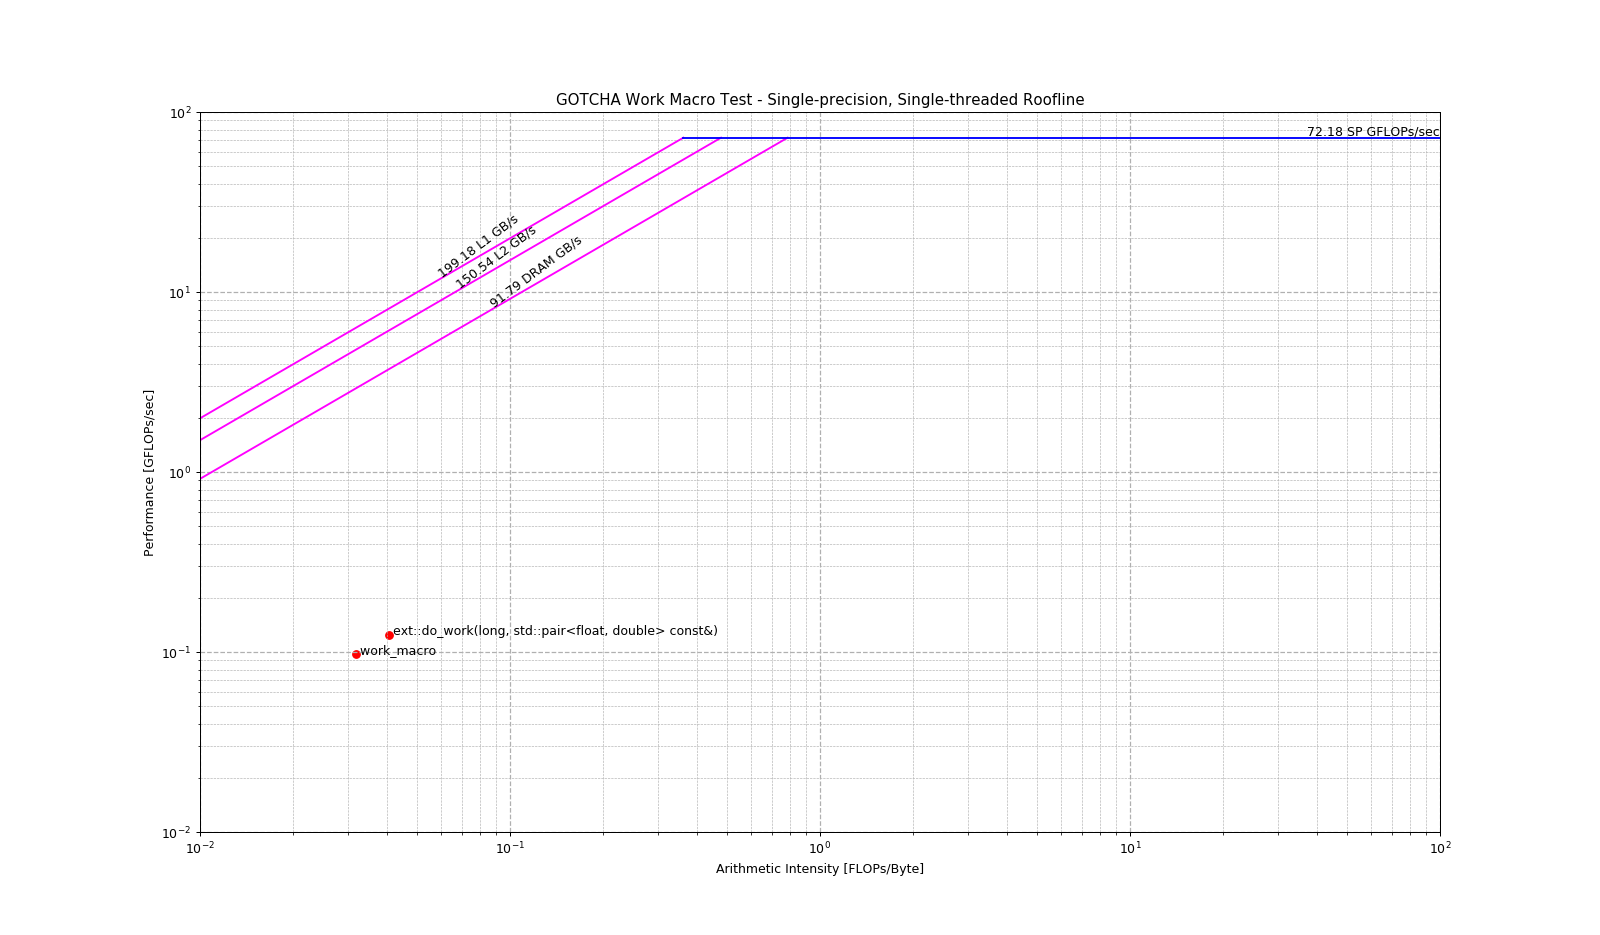 GOTCHA Work Macro Test - Single-precision, Single-threaded Roofline
10²
72.18 SP GFLOPs/sec
199.18 L1 GB/s
150.54 L2 GB/s
91.79 DRAM GB/s
10¹
Performance [GFLOPs/sec]
10⁰
ext::do_work(long, std::pair<float, double> const&)
work_macro
10⁻¹
10⁻²
10⁻² 10⁻¹ 10⁰ 10¹ 10²
Arithmetic Intensity [FLOPs/Byte]